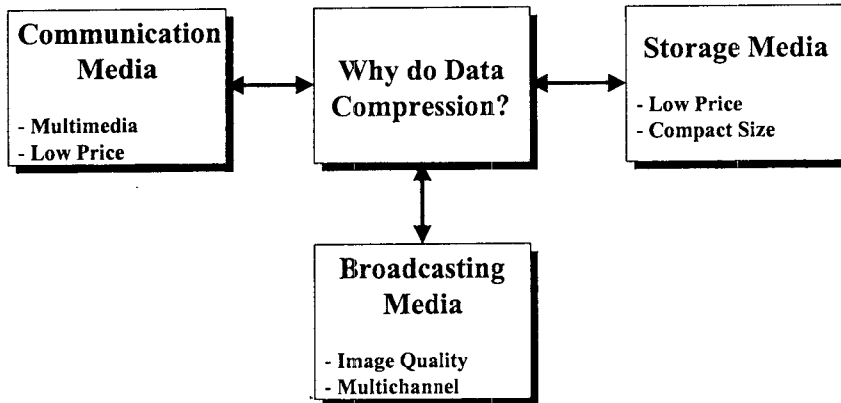 Communication
Media
- Multimedia
- Low Price
Why do Data
Compression?
Storage Media
- Low Price
- Compact Size
Broadcasting
Media
- Image Quality
- Multichannel